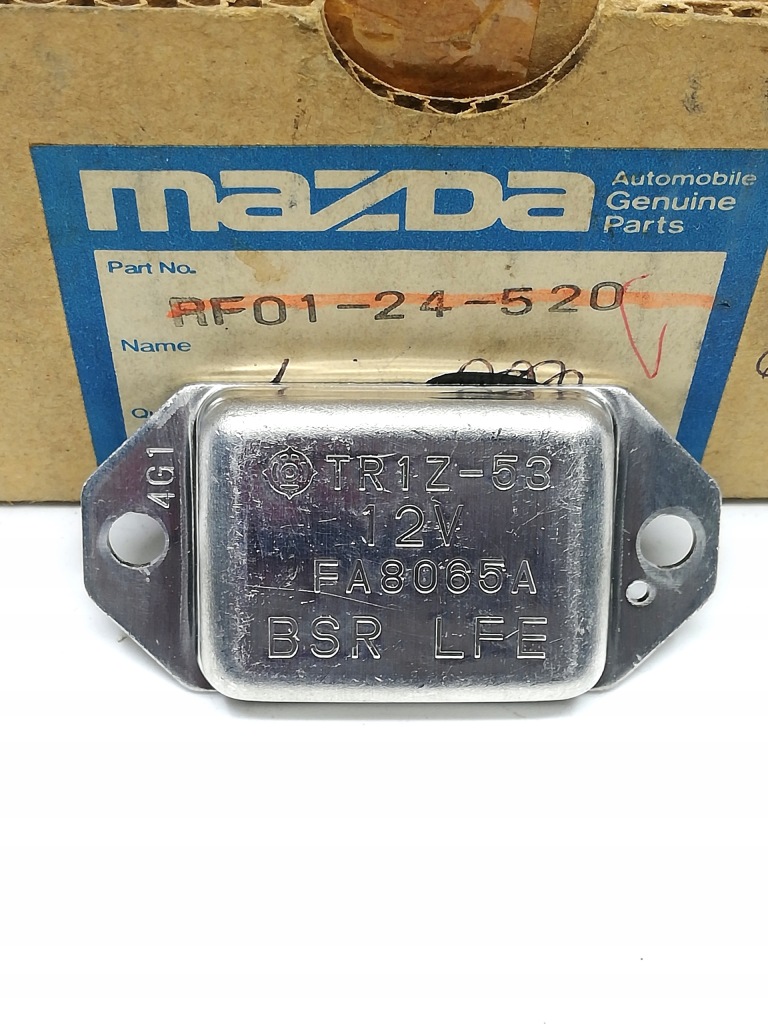 mazda
Automobile
Genuine
Parts
Part No.
RF01-24-520
Name
4G1
TR1Z-53
12V
FA8065A
BSR LFE